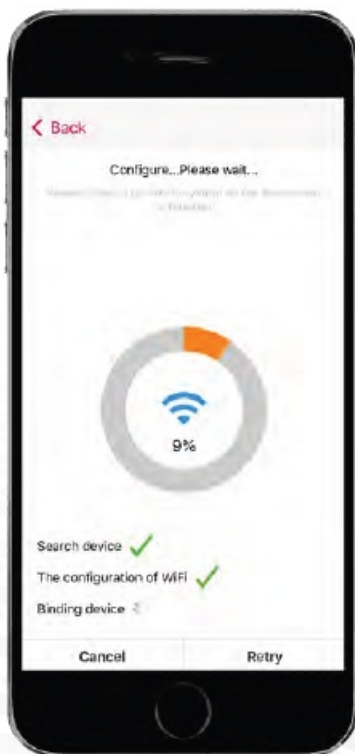 Back
Configure...Please wait...
9%
Search device
The configuration of WiFi
Binding device
Cancel
Retry